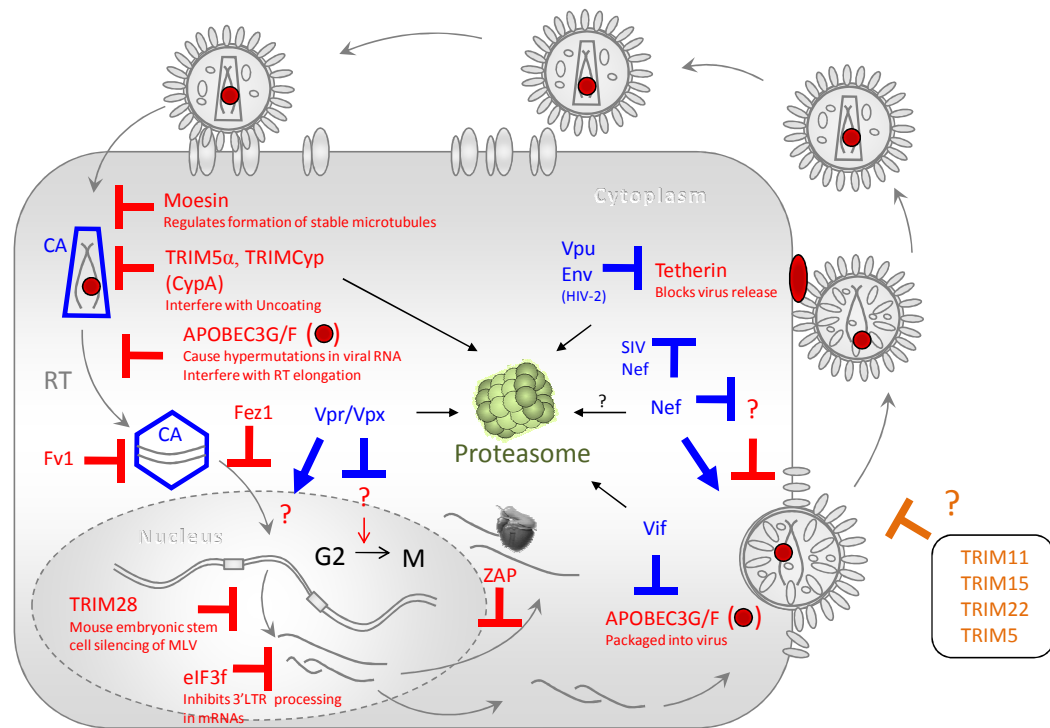 Cytoplasm
Moesin
Regulates formation of stable microtubules
CA
TRIM5α, TRIMCyp
(CypA)
Interfere with Uncoating
Vpu
Env
(HIV-2)
Tetherin
Blocks virus release
APOBEC3G/F ( )
Cause hypermutations in viral RNA
Interfere with RT elongation
RT
SIV
Nef
Nef
?
?
Fez1
Vpr/Vpx
Proteasome
CA
Fv1
?
?
Nucleus
G2
M
Vif
?
TRIM11
TRIM15
TRIM22
TRIM5
ZAP
TRIM28
Mouse embryonic stem
cell silencing of MLV
APOBEC3G/F ( )
Packaged into virus
eIF3f
Inhibits 3'LTR processing
in mRNAs